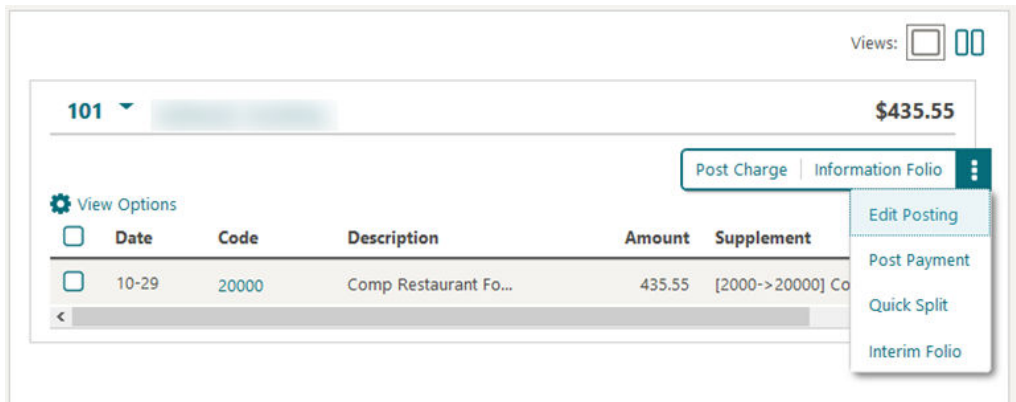 Views:
101 $435.55
Post Charge Information Folio
View Options
Edit Posting
Date Code Description Amount Supplement
Post Payment
10-29 20000 Comp Restaurant Fo... 435.55 [2000->20000] Co
Quick Split
Interim Folio